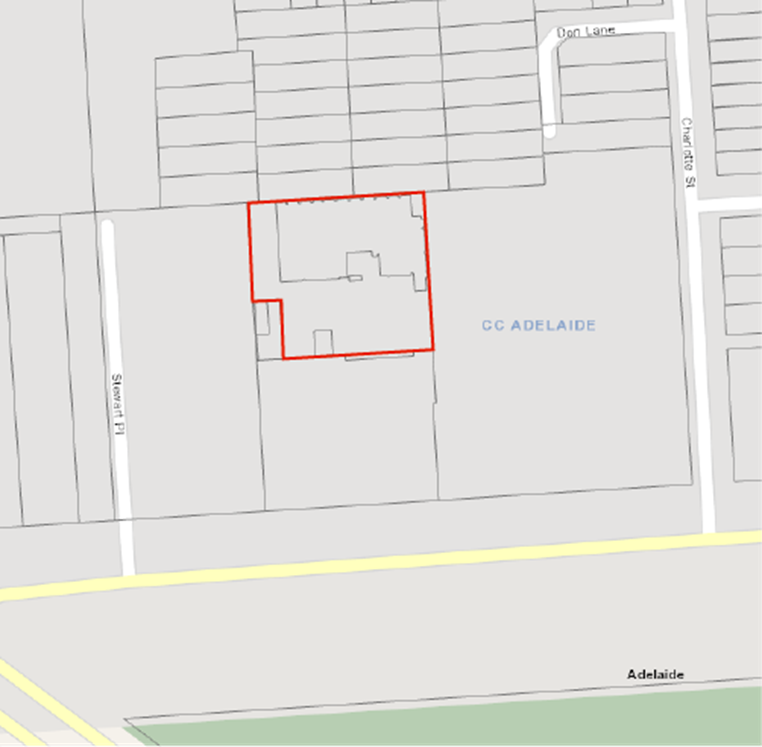 Don Lane
Charlotte St
CC ADELAIDE
Stewart Pl
Adelaide